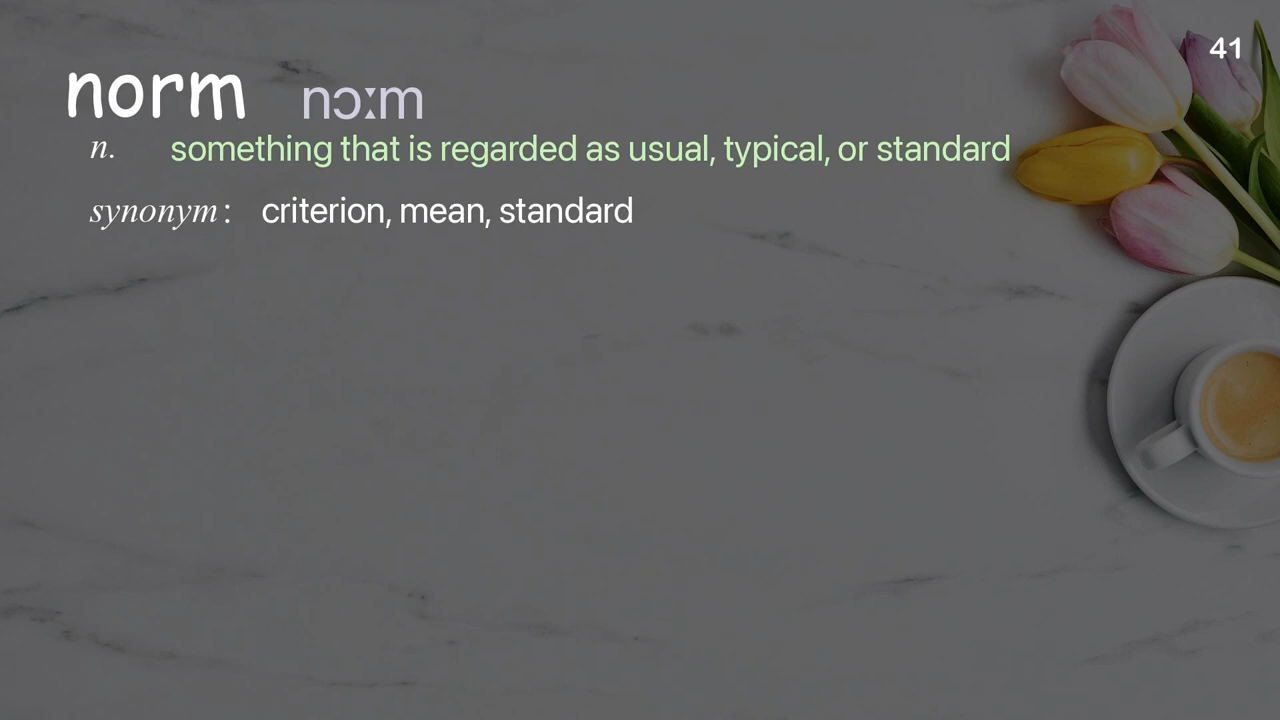 41
norm nɔːm
n. something that is regarded as usual, typical, or standard
synonym: criterion, mean, standard